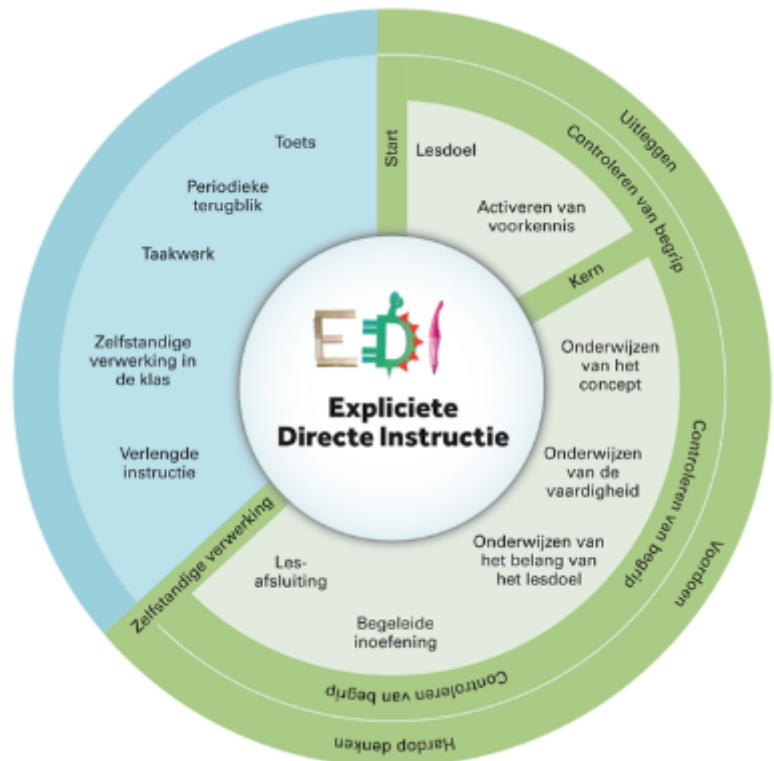 Uitleggen
Controleren van begrip
Start
Lesdoel
Activeren van
voorkennis
Kern
Onderwijzen
van het
concept
Onderwijzen
van de
vaardigheid
Onderwijzen van
het belang van
het lesdoel
Controleren van begrip
Voordoen
Begeleide
inoefening
Les-
afsluiting
Controleren van begrip
Hardop denken
Zelfstandige verwerking
Verlengde
instructie
Zelfstandige
verwerking in
de klas
Taakwerk
Periodieke
terugblik
Toets
EDI
Expliciete
Directe Instructie